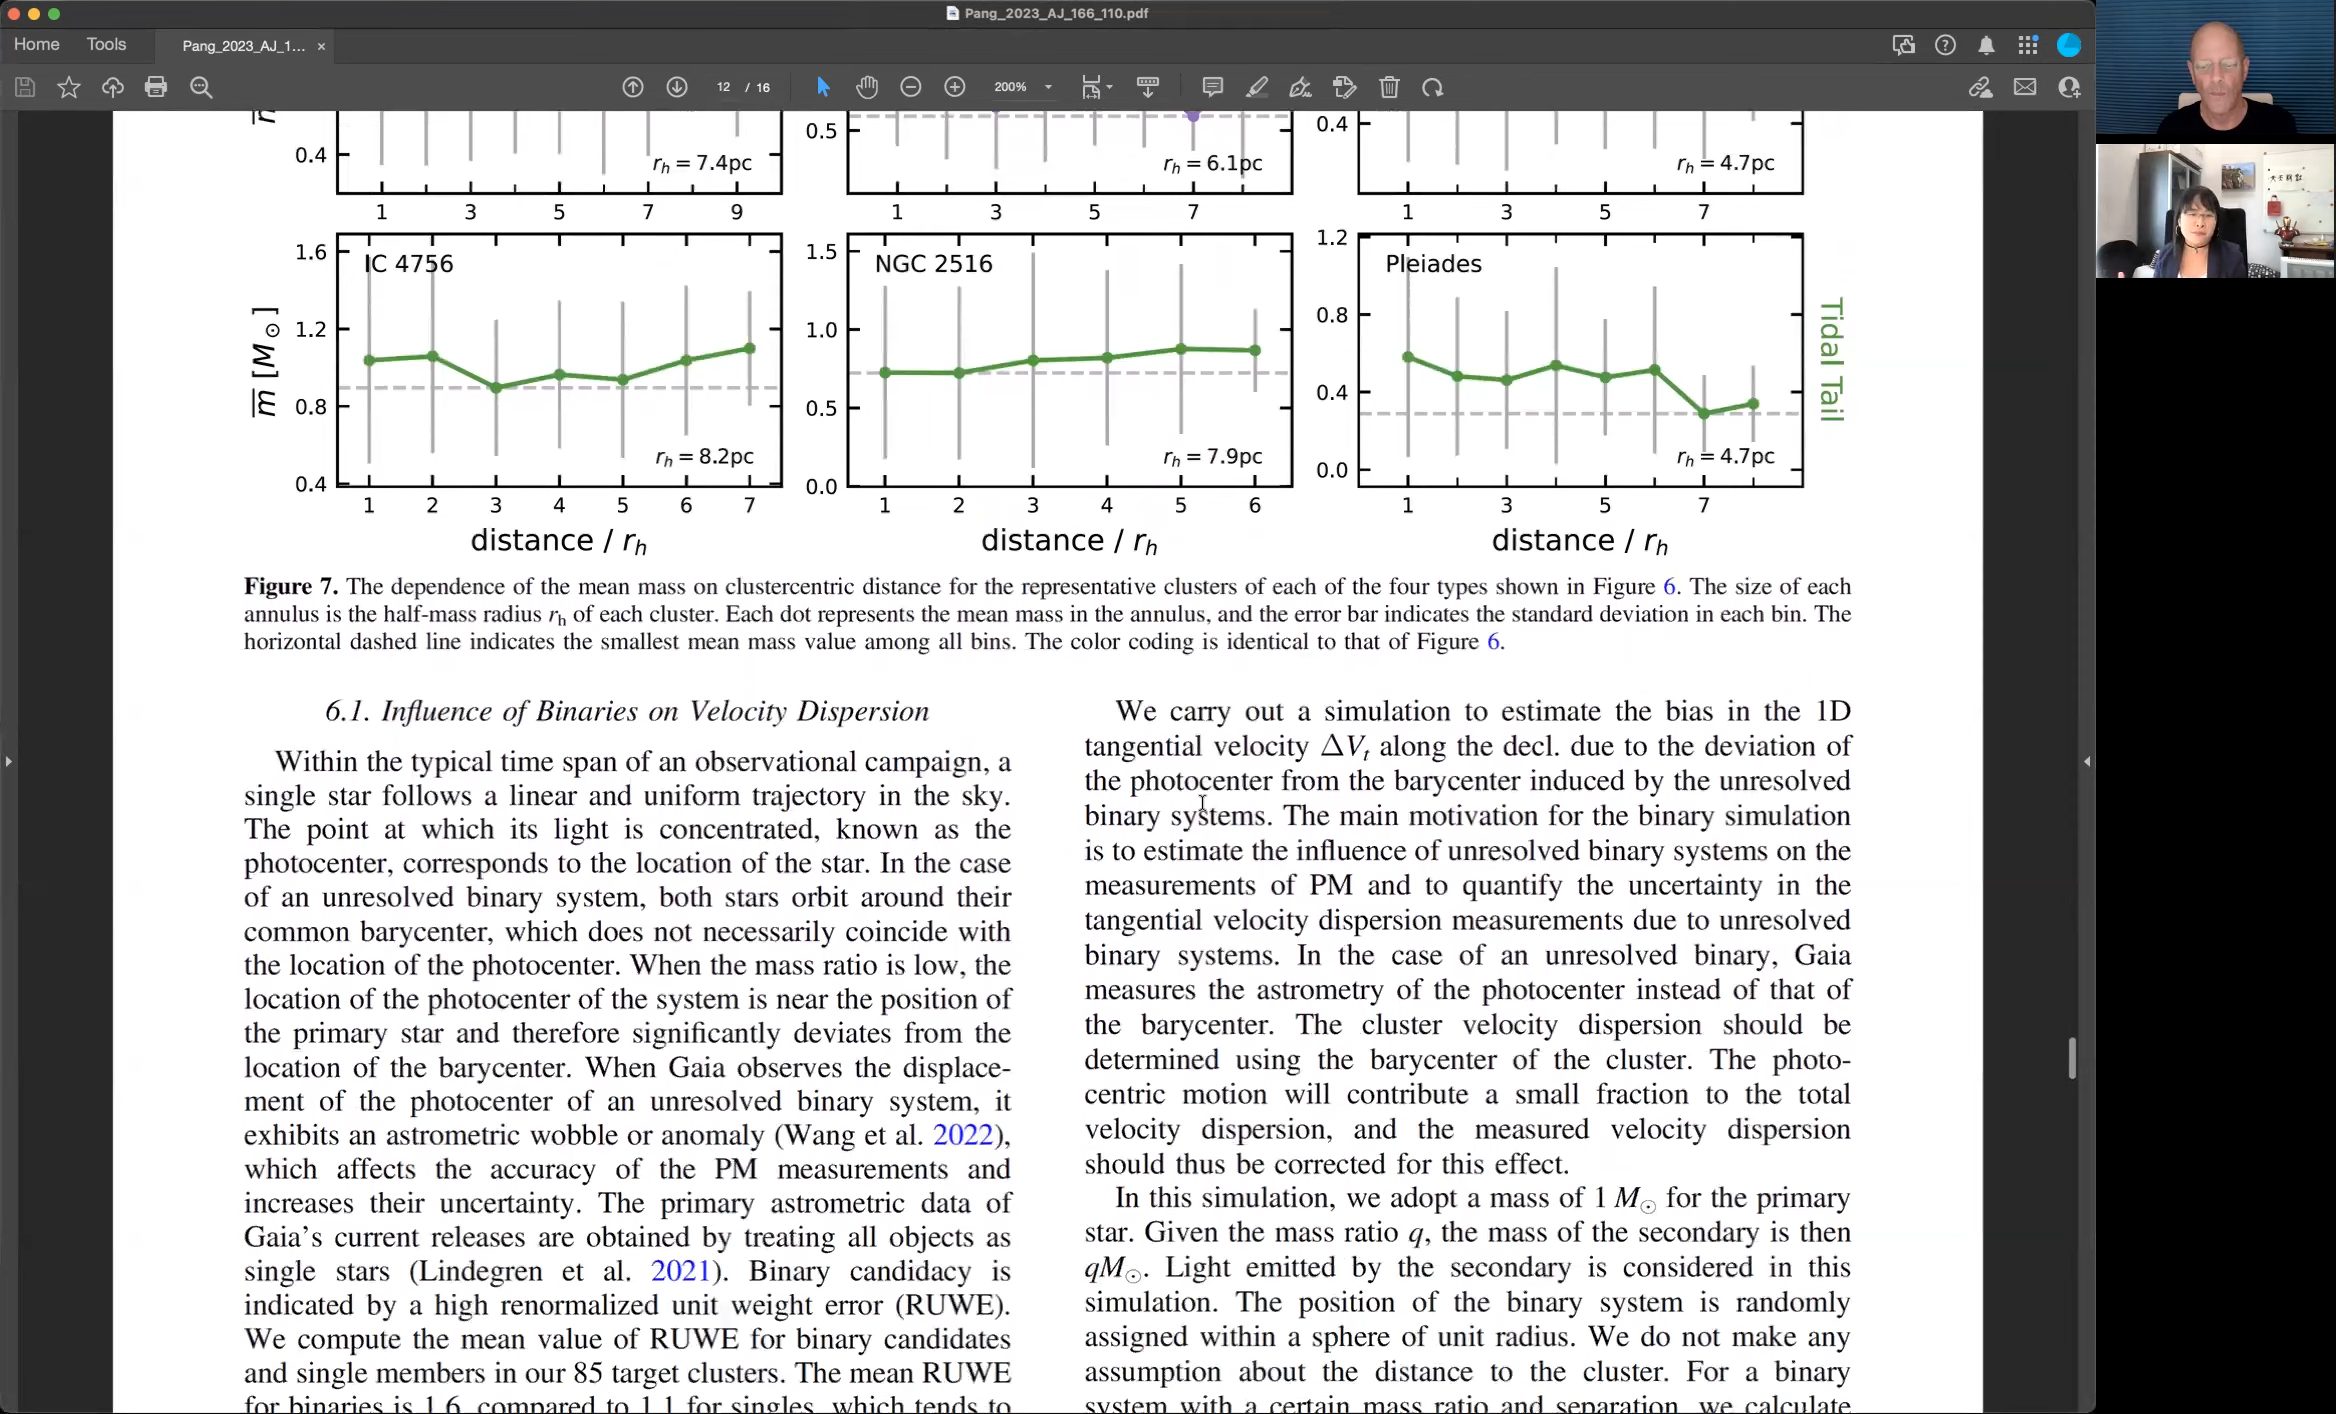 Pang_2023_AJ_166_110.pdf
Home Tools Pang_2023_AJ_1... ×
12 / 16 200%
0.4 r_h = 7.4pc
1 3 5 7 9
0.5 r_h = 6.1pc
1 3 5 7
0.4 r_h = 4.7pc
1 3 5 7
m̅ [M⊙]
IC 4756
1.6
1.2
0.8
0.4
r_h = 8.2pc
1 2 3 4 5 6 7
distance / r_h
NGC 2516
1.5
1.0
0.5
0.0
r_h = 7.9pc
1 2 3 4 5 6
distance / r_h
Pleiades
1.2
0.8
0.4
0.0
r_h = 4.7pc
1 3 5 7
distance / r_h
Tidal Tail
Figure 7. The dependence of the mean mass on clustercentric distance for the representative clusters of each of the four types shown in Figure 6. The size of each
annulus is the half-mass radius r_h of each cluster. Each dot represents the mean mass in the annulus, and the error bar indicates the standard deviation in each bin. The
horizontal dashed line indicates the smallest mean mass value among all bins. The color coding is identical to that of Figure 6.
6.1. Influence of Binaries on Velocity Dispersion
Within the typical time span of an observational campaign, a
single star follows a linear and uniform trajectory in the sky.
The point at which its light is concentrated, known as the
photocenter, corresponds to the location of the star. In the case
of an unresolved binary system, both stars orbit around their
common barycenter, which does not necessarily coincide with
the location of the photocenter. When the mass ratio is low, the
location of the photocenter of the system is near the position of
the primary star and therefore significantly deviates from the
location of the barycenter. When Gaia observes the displace-
ment of the photocenter of an unresolved binary system, it
exhibits an astrometric wobble or anomaly (Wang et al. 2022),
which affects the accuracy of the PM measurements and
increases their uncertainty. The primary astrometric data of
Gaia's current releases are obtained by treating all objects as
single stars (Lindegren et al. 2021). Binary candidacy is
indicated by a high renormalized unit weight error (RUWE).
We compute the mean value of RUWE for binary candidates
and single members in our 85 target clusters. The mean RUWE
for binaries is 1.6, compared to 1.1 for singles, which tends to
We carry out a simulation to estimate the bias in the 1D
tangential velocity ΔV_t along the decl. due to the deviation of
the photocenter from the barycenter induced by the unresolved
binary systems. The main motivation for the binary simulation
is to estimate the influence of unresolved binary systems on the
measurements of PM and to quantify the uncertainty in the
tangential velocity dispersion measurements due to unresolved
binary systems. In the case of an unresolved binary, Gaia
measures the astrometry of the photocenter instead of that of
the barycenter. The cluster velocity dispersion should be
determined using the barycenter of the cluster. The photo-
centric motion will contribute a small fraction to the total
velocity dispersion, and the measured velocity dispersion
should thus be corrected for this effect.
In this simulation, we adopt a mass of 1 M⊙ for the primary
star. Given the mass ratio q, the mass of the secondary is then
qM⊙. Light emitted by the secondary is considered in this
simulation. The position of the binary system is randomly
assigned within a sphere of unit radius. We do not make any
assumption about the distance to the cluster. For a binary
system with a certain mass ratio and separation, we calculate